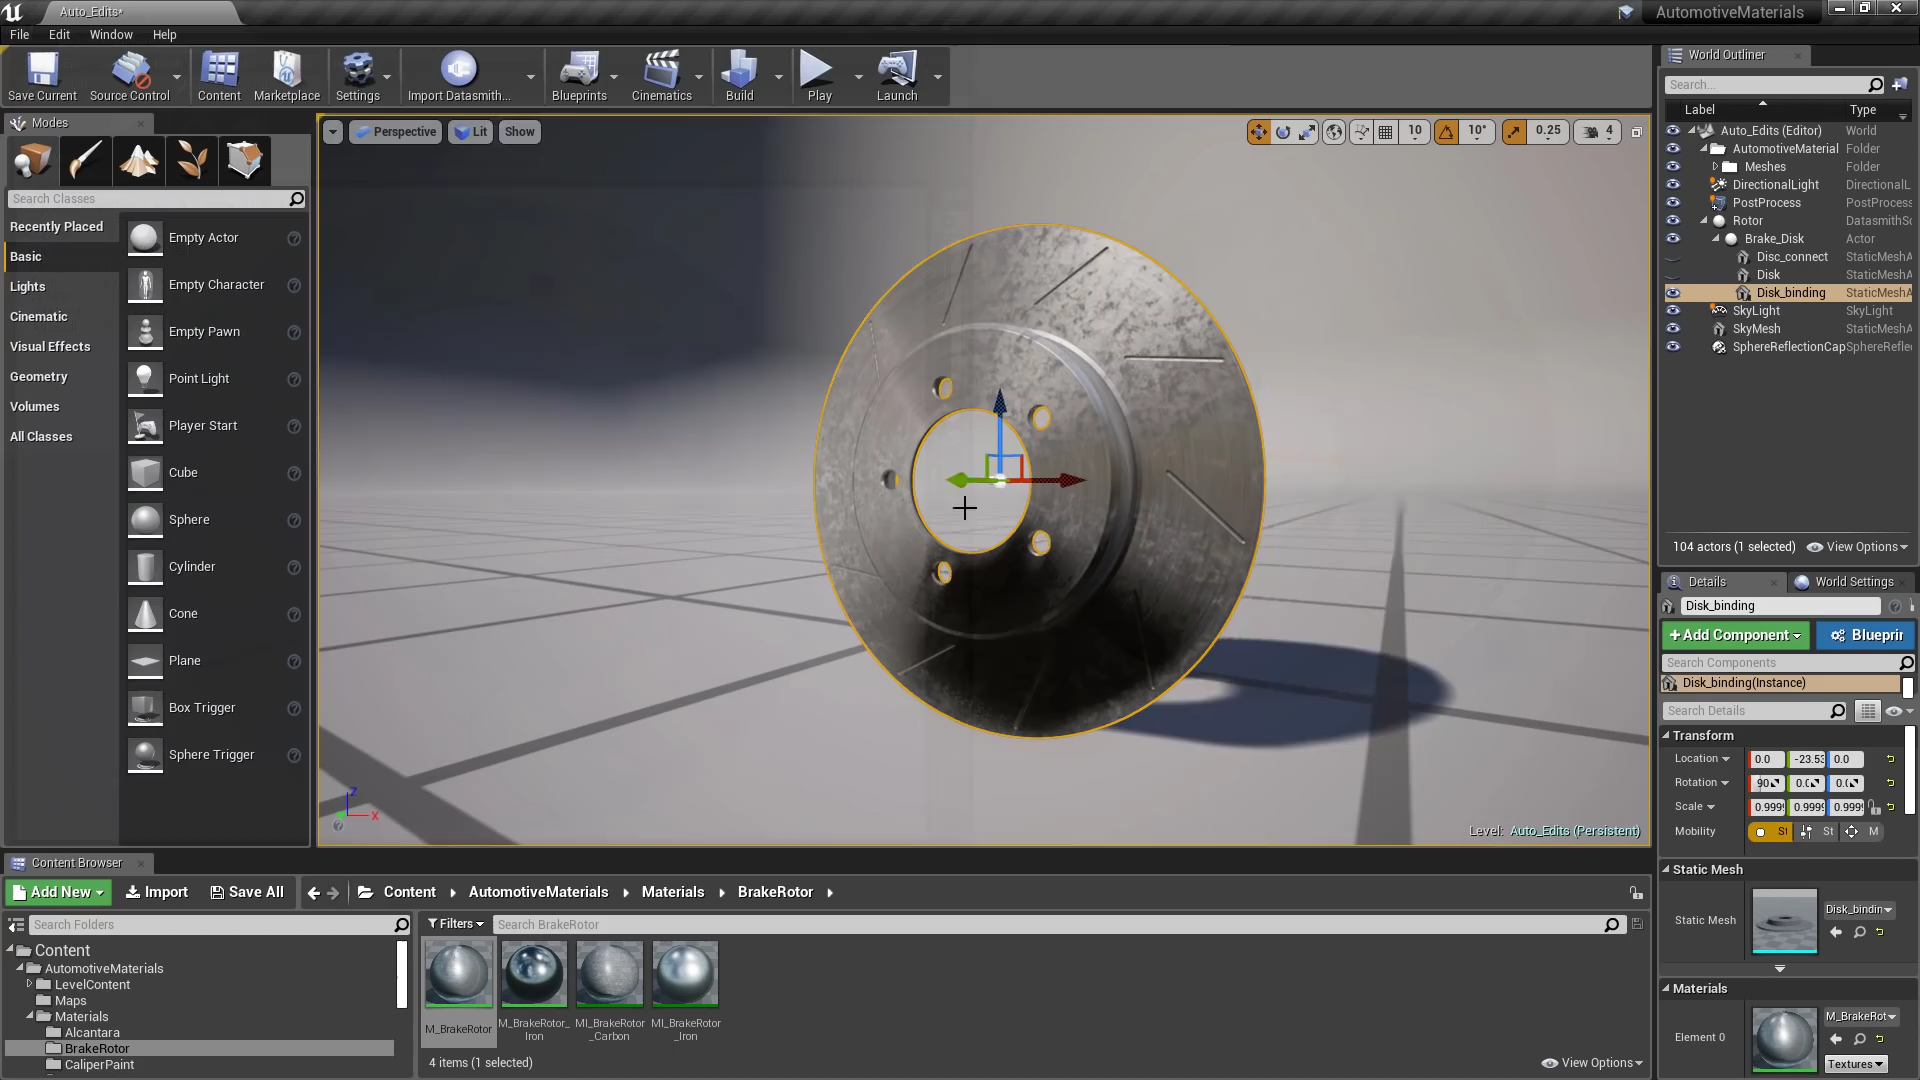 Auto_Edits*
AutomotiveMaterials
File Edit Window Help
Save Current
Source Control
Content
Marketplace
Settings
Import Datasmith...
Blueprints
Cinematics
Build
Play
Launch
Modes
Search Classes
Recently Placed
Basic
Lights
Cinematic
Visual Effects
Geometry
Volumes
All Classes
Empty Actor
Empty Character
Empty Pawn
Point Light
Player Start
Cube
Sphere
Cylinder
Cone
Plane
Box Trigger
Sphere Trigger
Perspective
Lit
Show
10
10°
0.25
4
Z
X
Level: Auto_Edits (Persistent)
World Outliner
Search...
Label Type
Auto_Edits (Editor) World
AutomotiveMaterial Folder
Meshes Folder
DirectionalLight DirectionalL
PostProcess PostProcess
Rotor DatasmithSc
Brake_Disk Actor
Disc_connect StaticMeshA
Disk StaticMeshA
Disk_binding StaticMeshA
SkyLight SkyLight
SkyMesh StaticMeshA
SphereReflectionCap SphereReflec
104 actors (1 selected) View Options
Details
World Settings
Disk_binding
+Add Component
Blueprin
Search Components
Disk_binding(Instance)
Search Details
Transform
Location 0.0 -23.53 0.0
Rotation 90 0.0 0.0
Scale 0.9999 0.9999 0.9999
Mobility St St M
Static Mesh
Static Mesh Disk_bindin
Materials
Element 0 M_BrakeRot
Textures
Content Browser
Add New Import Save All Content AutomotiveMaterials Materials BrakeRotor
Search Folders
Filters
Search BrakeRotor
Content
AutomotiveMaterials
LevelContent
Maps
Materials
Alcantara
BrakeRotor
CaliperPaint
M_BrakeRotor
M_BrakeRotor_
Iron
MI_BrakeRotor
_Carbon
MI_BrakeRotor
_Iron
4 items (1 selected)
View Options